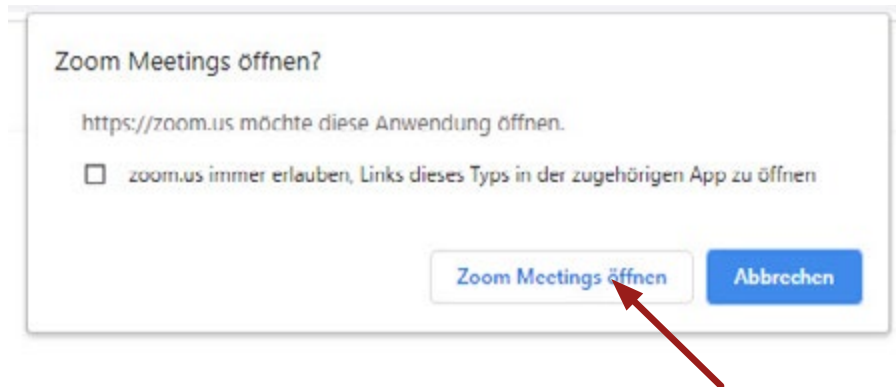 Zoom Meetings öffnen?
https://zoom.us möchte diese Anwendung öffnen.
zoom.us immer erlauben, Links dieses Typs in der zugehörigen App zu öffnen
Zoom Meetings öffnen
Abbrechen